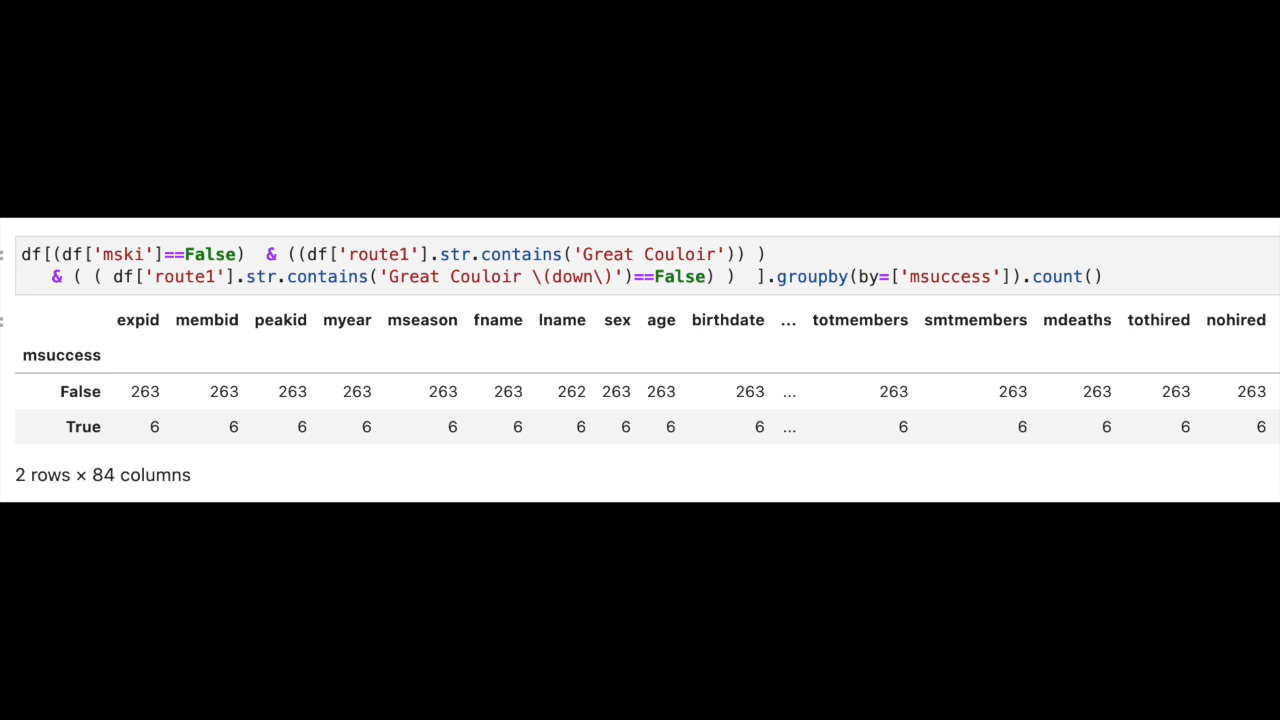 df[(df['mski']==False)  & ((df['route1'].str.contains('Great Couloir')) )
& ( ( df['route1'].str.contains('Great Couloir \(down\)')==False) )  ].groupby(by=['msuccess']).count()
expid membid peakid myear mseason fname lname sex age birthdate ... totmembers smtmembers mdeaths tothired nohired
msuccess
False 263 263 263 263 263 263 262 263 263 263 ... 263 263 263 263 263
True 6 6 6 6 6 6 6 6 6 6 ... 6 6 6 6 6
2 rows × 84 columns